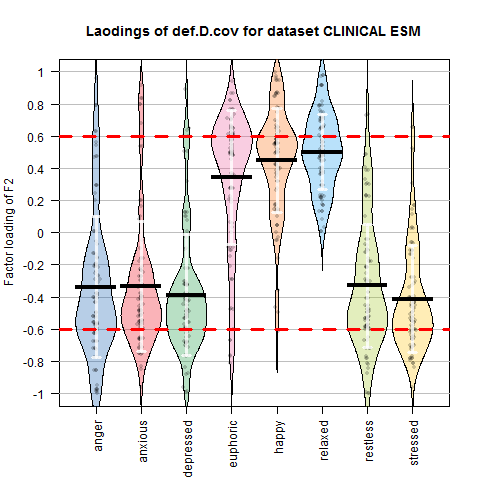 Laodings of def.D.cov for dataset CLINICAL ESM
Factor loading of F2
1
0.8
0.6
0.4
0.2
0
-0.2
-0.4
-0.6
-0.8
-1
anger
anxious
depressed
euphoric
happy
relaxed
restless
stressed